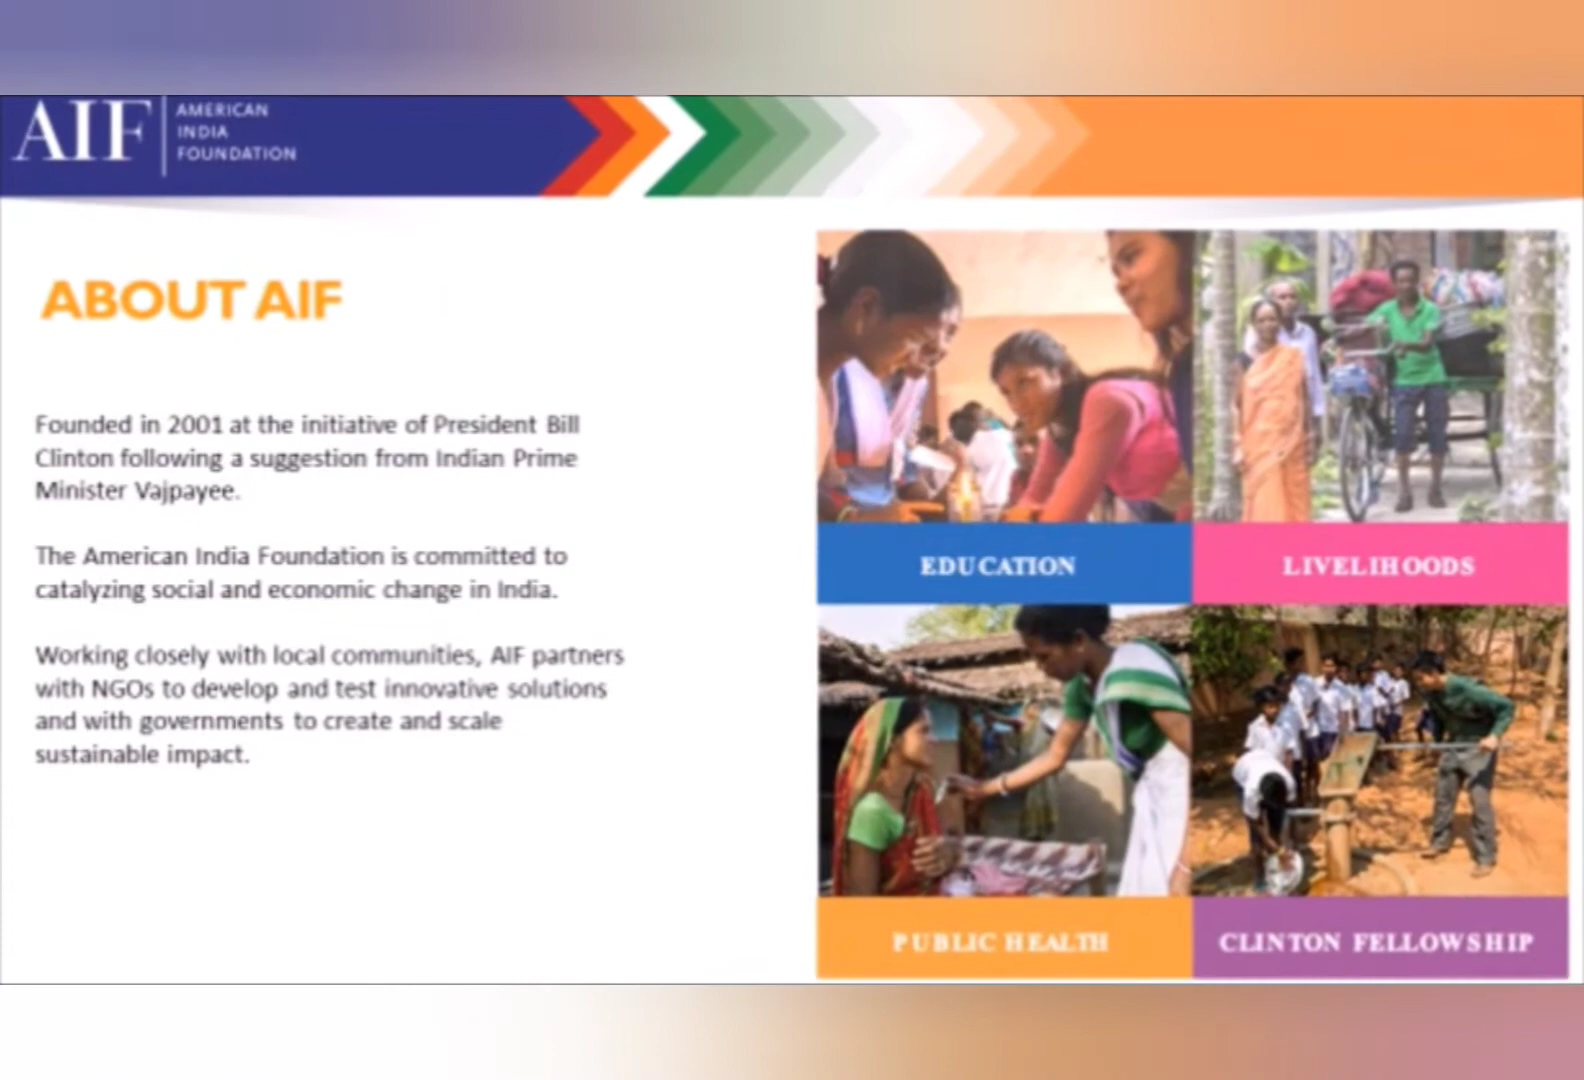 AIF
AMERICAN
INDIA
FOUNDATION
ABOUT AIF
Founded in 2001 at the initiative of President Bill
Clinton following a suggestion from Indian Prime
Minister Vajpayee.
The American India Foundation is committed to
catalyzing social and economic change in India.
Working closely with local communities, AIF partners
with NGOs to develop and test innovative solutions
and with governments to create and scale
sustainable impact.
EDUCATION
LIVELIHOODS
PUBLIC HEALTH
CLINTON FELLOWSHIP